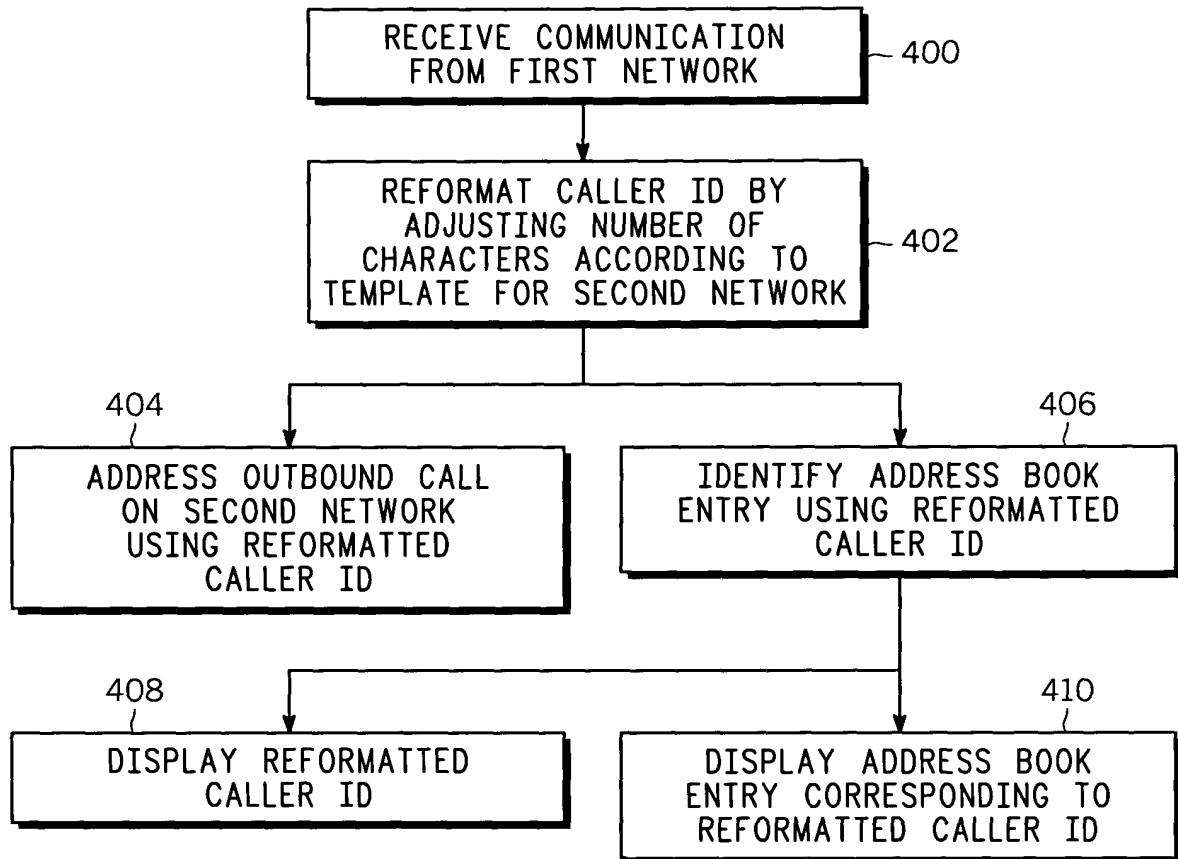 RECEIVE COMMUNICATION
FROM FIRST NETWORK
400
REFORMAT CALLER ID BY
ADJUSTING NUMBER OF
CHARACTERS ACCORDING TO
TEMPLATE FOR SECOND NETWORK
402
404
ADDRESS OUTBOUND CALL
ON SECOND NETWORK
USING REFORMATTED
CALLER ID
406
IDENTIFY ADDRESS BOOK
ENTRY USING REFORMATTED
CALLER ID
408
DISPLAY REFORMATTED
CALLER ID
410
DISPLAY ADDRESS BOOK
ENTRY CORRESPONDING TO
REFORMATTED CALLER ID